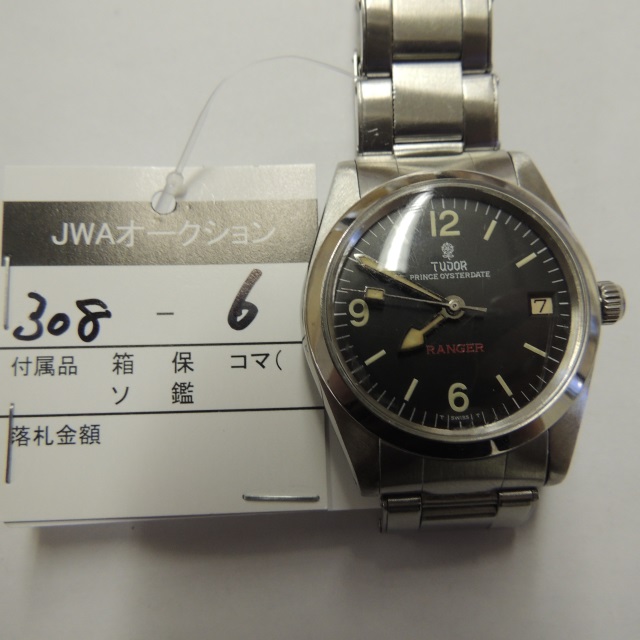 JWAオークション
308 - 6
付属品 箱 保 コマ(
ソ 鑑
落札金額
12
TUDOR
PRINCE OYSTERDATE
9
7
RANGER
6
SWISS